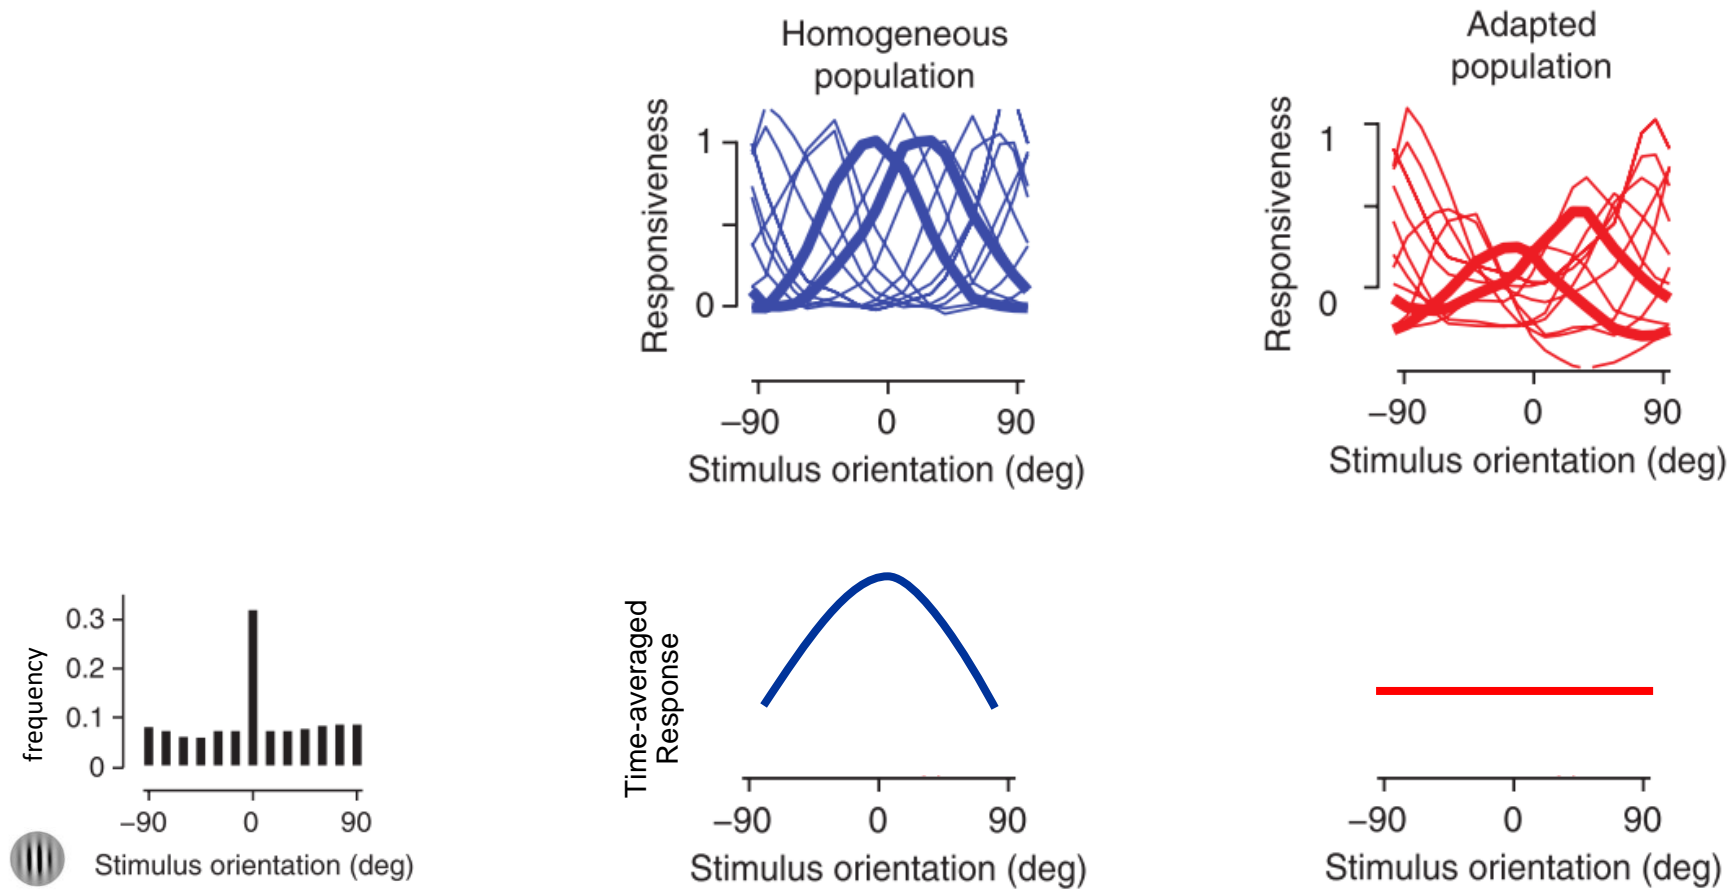 Homogeneous
population
Responsiveness
1
0
–90 0 90
Stimulus orientation (deg)
Adapted
population
Responsiveness
1
0
–90 0 90
Stimulus orientation (deg)
frequency
0.3
0.2
0.1
0
–90 0 90
Stimulus orientation (deg)
Time-averaged
Response
–90 0 90
Stimulus orientation (deg)
–90 0 90
Stimulus orientation (deg)